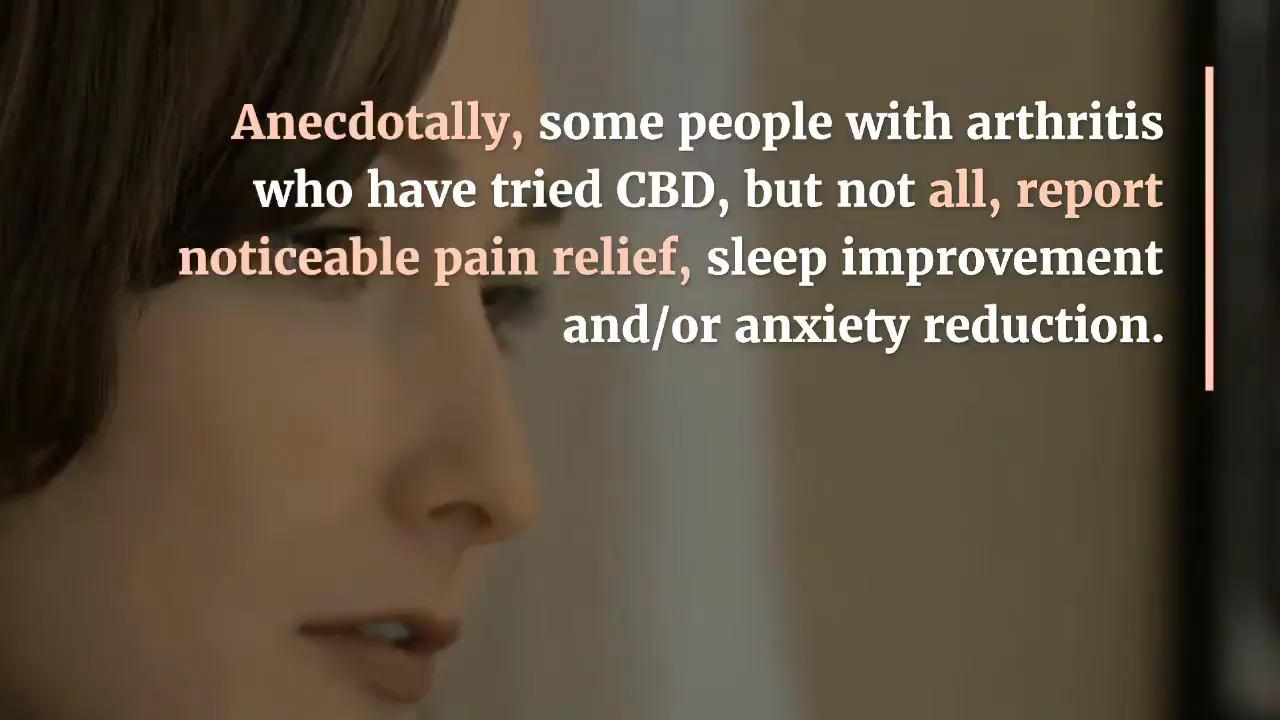 Anecdotally, some people with arthritis
who have tried CBD, but not all, report
noticeable pain relief, sleep improvement
and/or anxiety reduction.